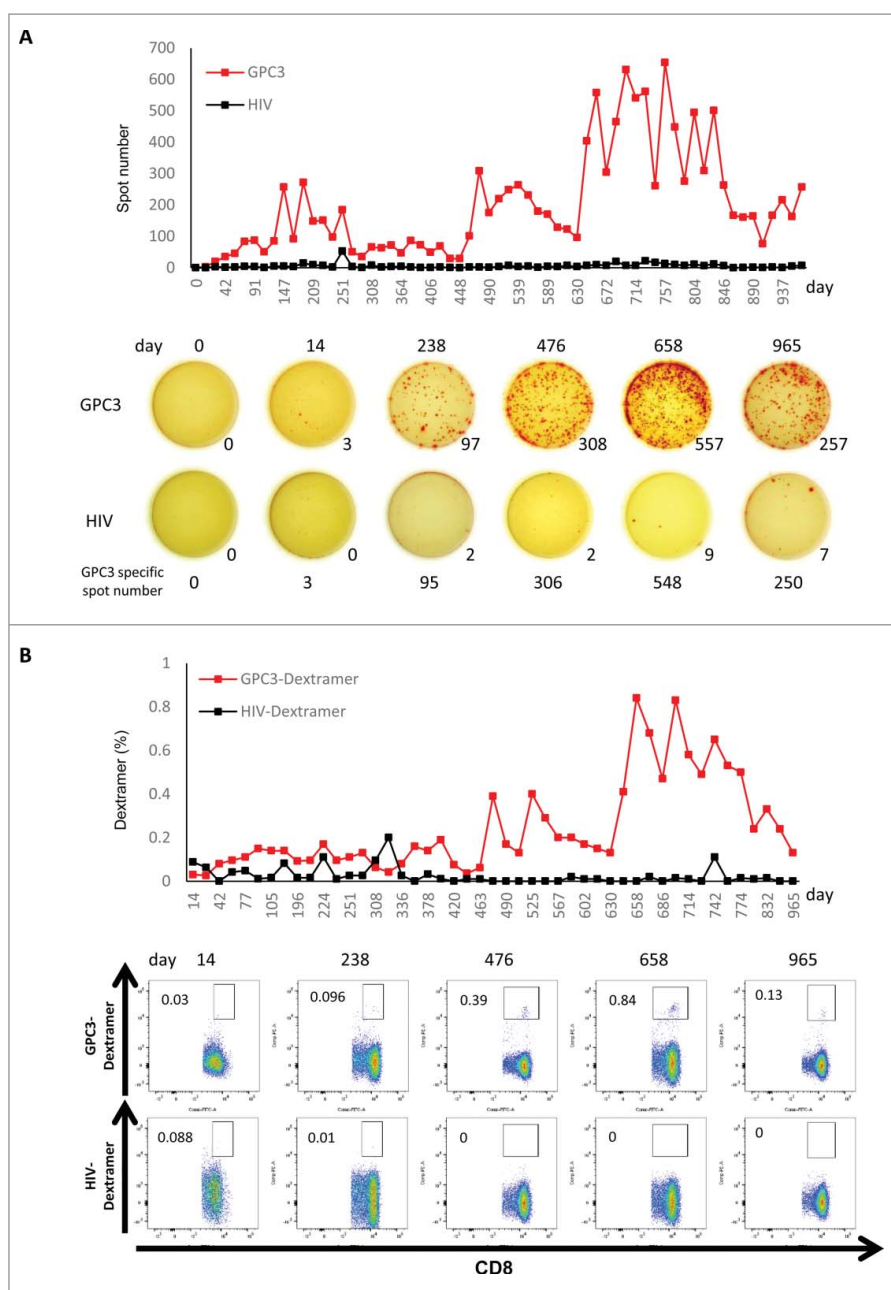 A
700
600
500
400
300
200
100
0
Spot number
GPC3
HIV
0 42 91 147 209 251 308 364 406 448 490 539 589 630 672 714 757 804 846 890 937 day
day 0 14 238 476 658 965
GPC3
0 3 97 308 557 257
HIV
0 0 2 2 9 7
GPC3 specific
spot number
0 3 95 306 548 250
B
1
0.8
0.6
0.4
0.2
0
Dextramer (%)
GPC3-Dextramer
HIV-Dextramer
14 42 77 105 196 224 251 308 336 378 420 463 490 525 567 602 630 658 686 714 742 774 832 965 day
day 14 238 476 658 965
GPC3-
Dextramer
0.03 0.096 0.39 0.84 0.13
HIV-
Dextramer
0.088 0.01 0 0 0
CD8